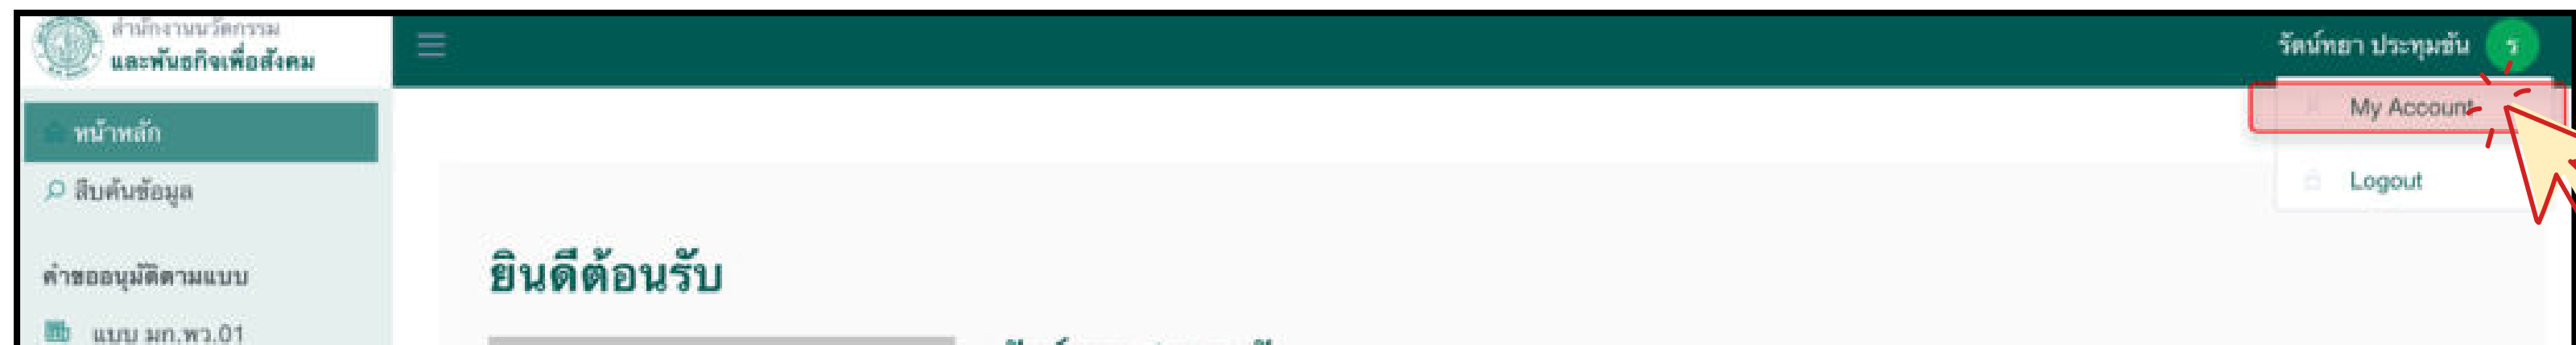 สำนักงานนวัตกรรม
และพันธกิจเพื่อสังคม
รัตน์ทยา ประทุมชัน
ร
My Account
Logout
หน้าหลัก
สืบค้นข้อมูล
คำขออนุมัติตามแบบ
แบบ มก.พว.01
ยินดีต้อนรับ